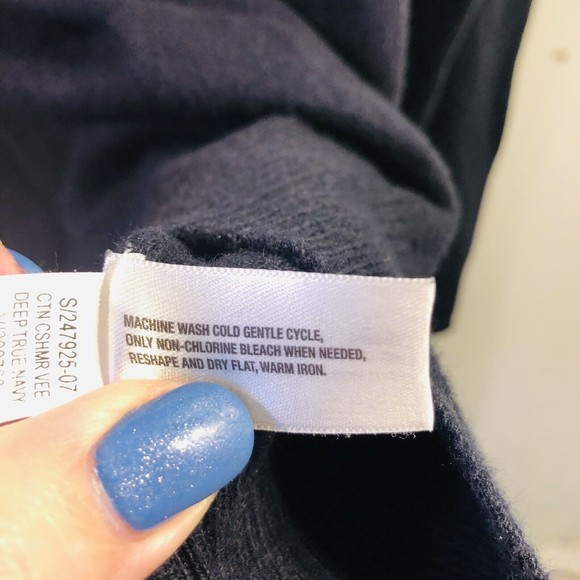 MACHINE WASH COLD GENTLE CYCLE,
ONLY NON-CHLORINE BLEACH WHEN NEEDED,
RESHAPE AND DRY FLAT, WARM IRON.
S/247925-07
CTN CSHMR VEE
DEEP TRUE NAVY